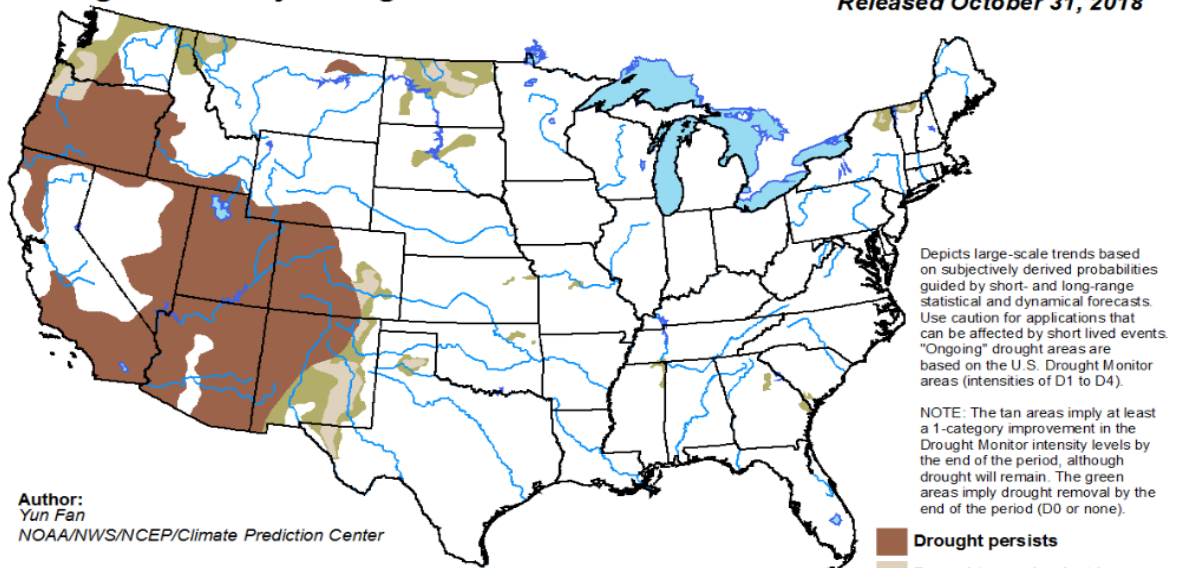 Released October 31, 2018
Depicts large-scale trends based
on subjectively derived probabilities
guided by short- and long-range
statistical and dynamical forecasts.
Use caution for applications that
can be affected by short lived events.
"Ongoing" drought areas are
based on the U.S. Drought Monitor
areas (intensities of D1 to D4).
NOTE: The tan areas imply at least
a 1-category improvement in the
Drought Monitor intensity levels by
the end of the period, although
drought will remain. The green
areas imply drought removal by the
end of the period (D0 or none).
Author:
Yun Fan
NOAA/NWS/NCEP/Climate Prediction Center
Drought persists